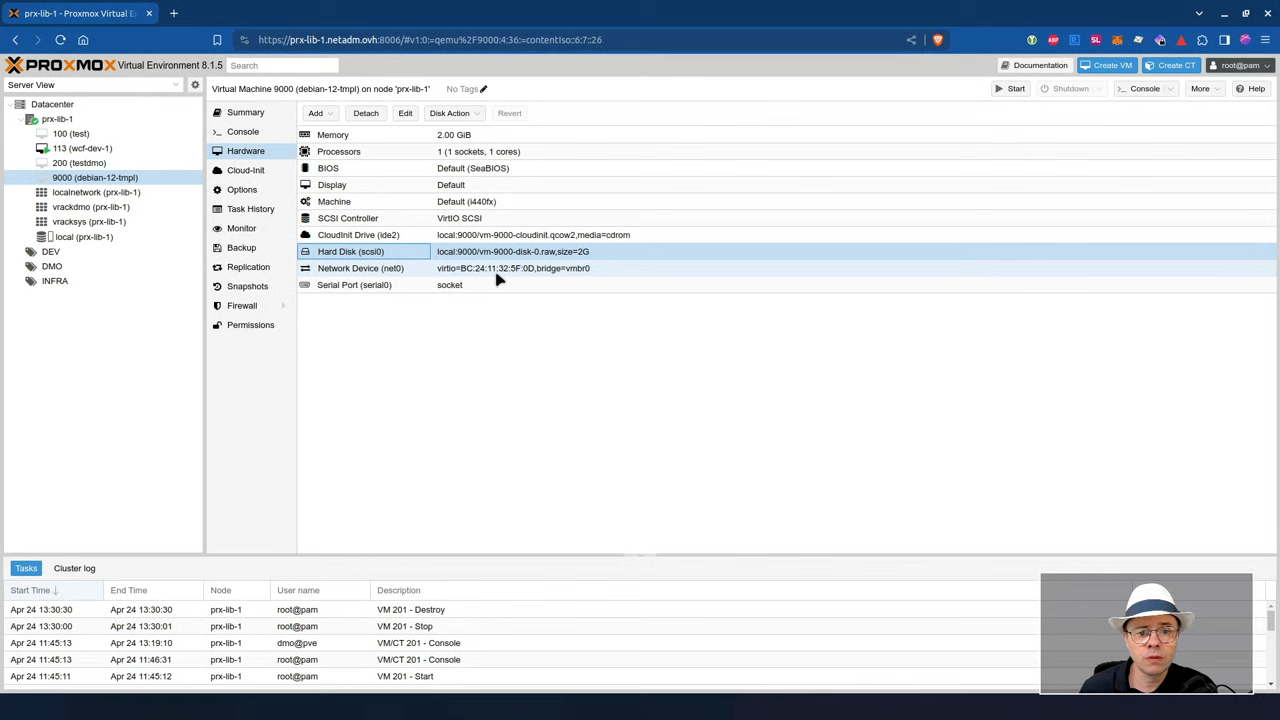 prx-lib-1 - Proxmox Virtual Env
https://prx-lib-1.netadm.ovh:8006/#v1:0:=qemu%2F9000:4:36:=contentIso::6:7::26
PROXMOX Virtual Environment 8.1.5 Search Documentation Create VM Create CT root@pam
Server View
Virtual Machine 9000 (debian-12-tmpl) on node 'prx-lib-1' No Tags Start Shutdown Console More Help
Datacenter
prx-lib-1
100 (test)
113 (wcf-dev-1)
200 (testdmo)
9000 (debian-12-tmpl)
localnetwork (prx-lib-1)
vrackdmo (prx-lib-1)
vracksys (prx-lib-1)
local (prx-lib-1)
DEV
DMO
INFRA
Summary
Console
Hardware
Cloud-Init
Options
Task History
Monitor
Backup
Replication
Snapshots
Firewall
Permissions
Add Detach Edit Disk Action Revert
Memory 2.00 GiB
Processors 1 (1 sockets, 1 cores)
BIOS Default (SeaBIOS)
Display Default
Machine Default (i440fx)
SCSI Controller VirtIO SCSI
CloudInit Drive (ide2) local:9000/vm-9000-cloudinit.qcow2,media=cdrom
Hard Disk (scsi0) local:9000/vm-9000-disk-0.raw,size=2G
Network Device (net0) virtio=BC:24:11:32:5F:0D,bridge=vmbr0
Serial Port (serial0) socket
Tasks Cluster log
Start Time End Time Node User name Description
Apr 24 13:30:30 Apr 24 13:30:30 prx-lib-1 root@pam VM 201 - Destroy
Apr 24 13:30:00 Apr 24 13:30:01 prx-lib-1 root@pam VM 201 - Stop
Apr 24 11:45:13 Apr 24 13:19:10 prx-lib-1 dmo@pve VM/CT 201 - Console
Apr 24 11:45:13 Apr 24 11:46:31 prx-lib-1 root@pam VM/CT 201 - Console
Apr 24 11:45:11 Apr 24 11:45:12 prx-lib-1 root@pam VM 201 - Start